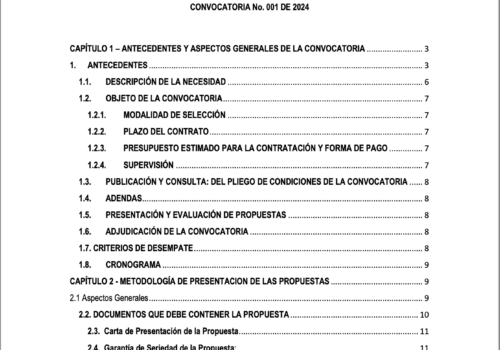 CONVOCATORIA No. 001 DE 2024
CAPÍTULO 1 – ANTECEDENTES Y ASPECTOS GENERALES DE LA CONVOCATORIA ..................... 3
1. ANTECEDENTES ..................... 3
1.1. DESCRIPCIÓN DE LA NECESIDAD ..................... 6
1.2. OBJETO DE LA CONVOCATORIA ..................... 7
1.2.1. MODALIDAD DE SELECCIÓN ..................... 7
1.2.2. PLAZO DEL CONTRATO ..................... 7
1.2.3. PRESUPUESTO ESTIMADO PARA LA CONTRATACIÓN Y FORMA DE PAGO ............ 7
1.2.4. SUPERVISIÓN ..................... 7
1.3. PUBLICACIÓN Y CONSULTA: DEL PLIEGO DE CONDICIONES DE LA CONVOCATORIA ...... 8
1.4. ADENDAS ..................... 8
1.5. PRESENTACIÓN Y EVALUACIÓN DE PROPUESTAS ..................... 8
1.6. ADJUDICACIÓN DE LA CONVOCATORIA ..................... 8
1.7. CRITERIOS DE DESEMPATE ..................... 8
1.8. CRONOGRAMA ..................... 9
CAPÍTULO 2 - METODOLOGÍA DE PRESENTACION DE LAS PROPUESTAS ..................... 9
2.1 Aspectos Generales ..................... 9
2.2. DOCUMENTOS QUE DEBE CONTENER LA PROPUESTA ..................... 10
2.3. Carta de Presentación de la Propuesta ..................... 11
2.4. Garantía de Seriedad de la Propuesta: ..................... 11